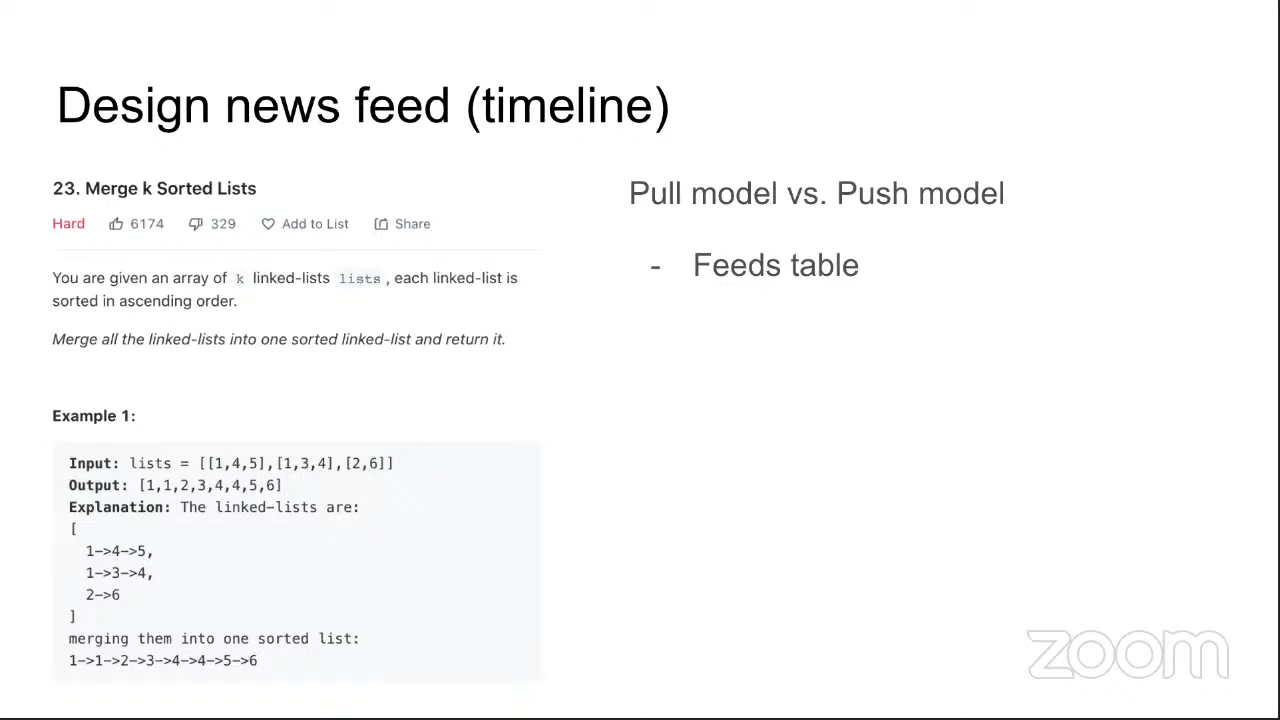 Design news feed (timeline)
23. Merge k Sorted Lists
Hard 6174 329 Add to List Share
You are given an array of k linked-lists lists, each linked-list is
sorted in ascending order.
Merge all the linked-lists into one sorted linked-list and return it.
Example 1:
Input: lists = [[1,4,5],[1,3,4],[2,6]]
Output: [1,1,2,3,4,4,5,6]
Explanation: The linked-lists are:
[
  1->4->5,
  1->3->4,
  2->6
]
merging them into one sorted list:
1->1->2->3->4->4->5->6
Pull model vs. Push model
- Feeds table
zoom